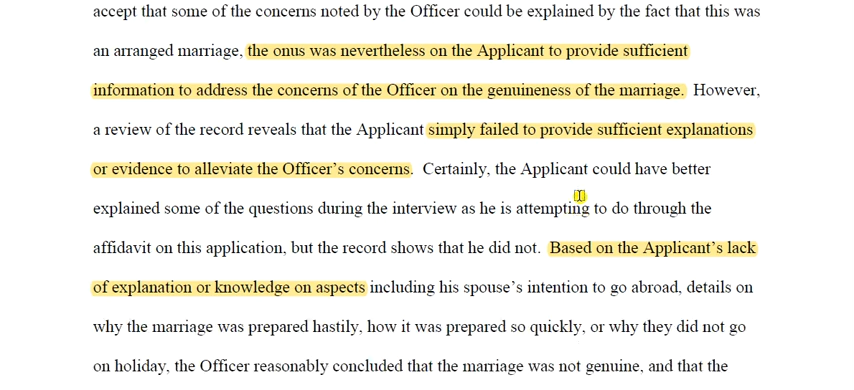 accept that some of the concerns noted by the Officer could be explained by the fact that this was
an arranged marriage, the onus was nevertheless on the Applicant to provide sufficient
information to address the concerns of the Officer on the genuineness of the marriage. However,
a review of the record reveals that the Applicant simply failed to provide sufficient explanations
or evidence to alleviate the Officer's concerns. Certainly, the Applicant could have better
explained some of the questions during the interview as he is attempting to do through the
affidavit on this application, but the record shows that he did not. Based on the Applicant's lack
of explanation or knowledge on aspects including his spouse's intention to go abroad, details on
why the marriage was prepared hastily, how it was prepared so quickly, or why they did not go
on holiday, the Officer reasonably concluded that the marriage was not genuine, and that the